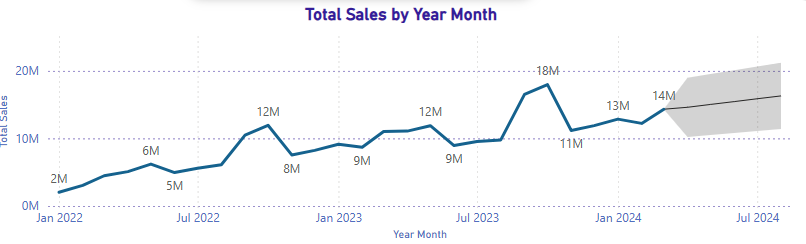 Total Sales by Year Month
Total Sales
20M
10M
0M
2M
6M
5M
12M
8M
9M
12M
9M
18M
11M
13M
14M
Jan 2022
Jul 2022
Jan 2023
Jul 2023
Jan 2024
Jul 2024
Year Month